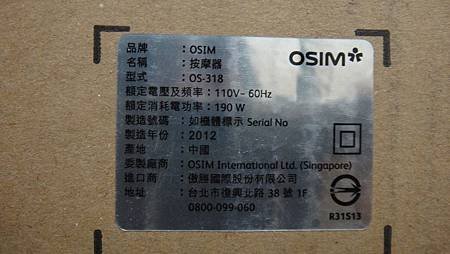 品牌 : OSIM
OSIM
名稱 : 按摩器
型式 : OS-318
額定電壓及頻率 : 110V~ 60Hz
額定消耗電功率 : 190 W
製造號碼 : 如機體標示 Serial No
製造年份 : 2012
產地 : 中國
委製廠商 : OSIM International Ltd. (Singapore)
進口商 : 傲勝國際股份有限公司
地址 : 台北市復興北路 38 號 1F
0800-099-060
R31513